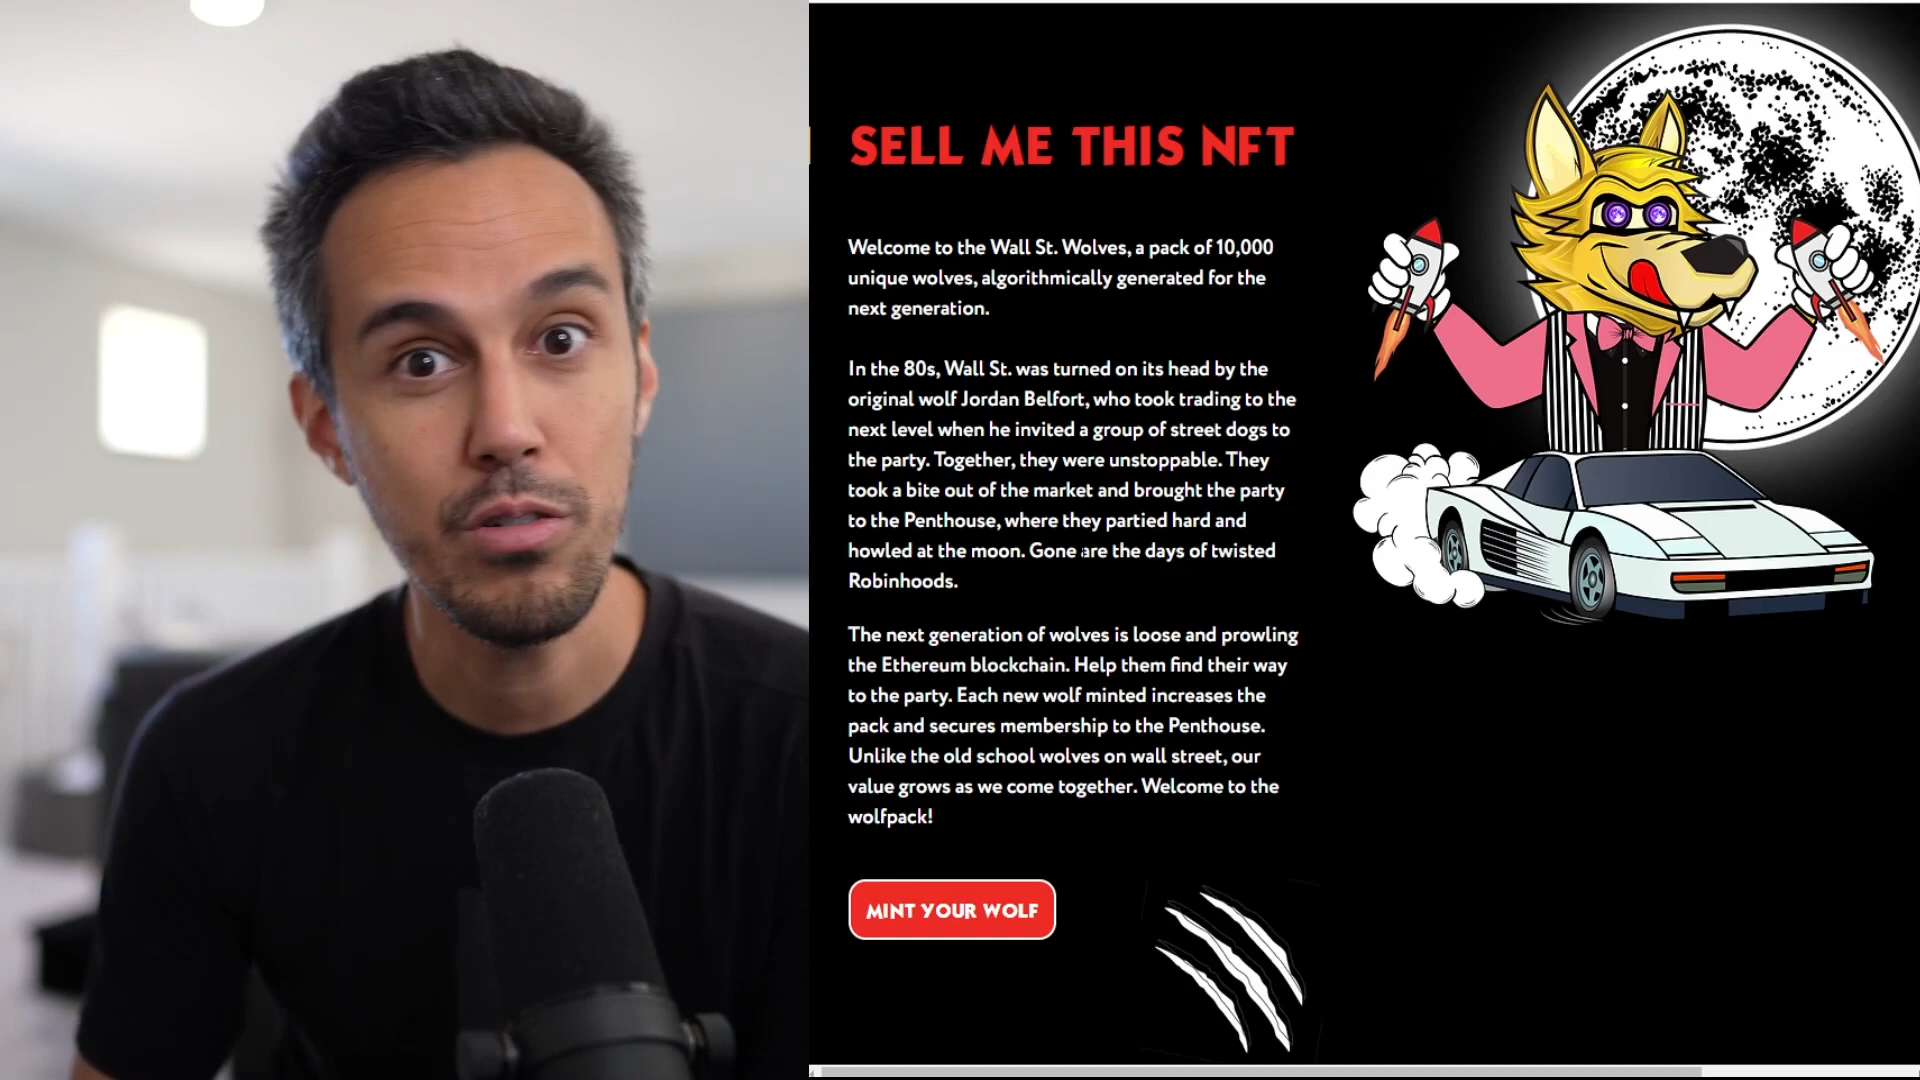 SELL ME THIS NFT
Welcome to the Wall St. Wolves, a pack of 10,000
unique wolves, algorithmically generated for the
next generation.
In the 80s, Wall St. was turned on its head by the
original wolf Jordan Belfort, who took trading to the
next level when he invited a group of street dogs to
the party. Together, they were unstoppable. They
took a bite out of the market and brought the party
to the Penthouse, where they partied hard and
howled at the moon. Gone are the days of twisted
Robinhoods.
The next generation of wolves is loose and prowling
the Ethereum blockchain. Help them find their way
to the party. Each new wolf minted increases the
pack and secures membership to the Penthouse.
Unlike the old school wolves on wall street, our
value grows as we come together. Welcome to the
wolfpack!
MINT YOUR WOLF